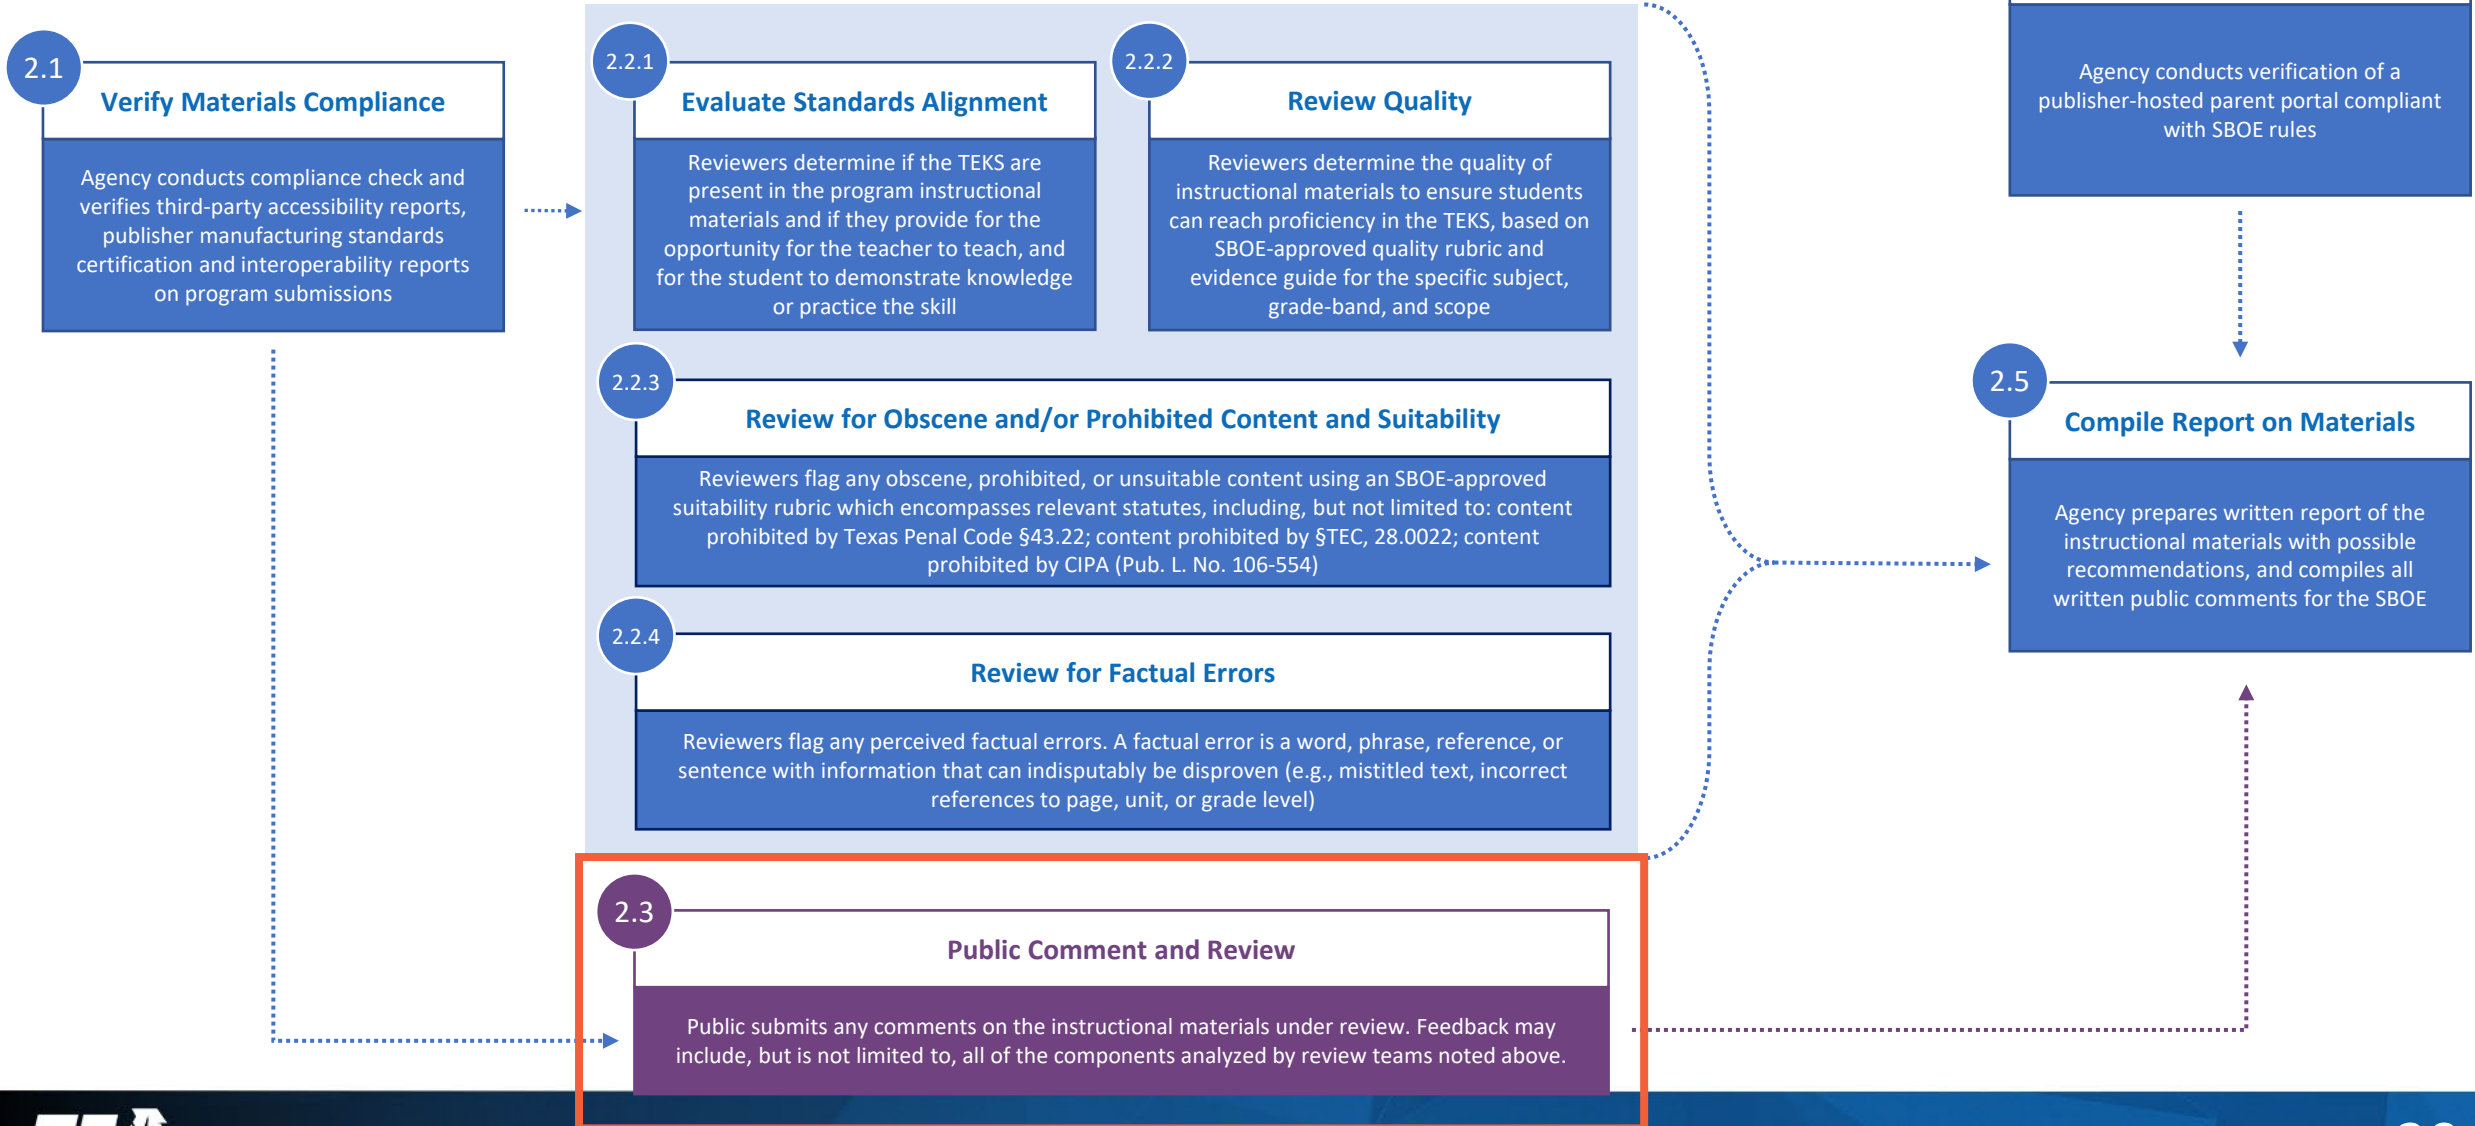 2.1
Verify Materials Compliance
Agency conducts compliance check and
verifies third-party accessibility reports,
publisher manufacturing standards
certification and interoperability reports
on program submissions
2.2.1
Evaluate Standards Alignment
Reviewers determine if the TEKS are
present in the program instructional
materials and if they provide for the
opportunity for the teacher to teach, and
for the student to demonstrate knowledge
or practice the skill
2.2.2
Review Quality
Reviewers determine the quality of
instructional materials to ensure students
can reach proficiency in the TEKS, based on
SBOE-approved quality rubric and
evidence guide for the specific subject,
grade-band, and scope
2.2.3
Review for Obscene and/or Prohibited Content and Suitability
Reviewers flag any obscene, prohibited, or unsuitable content using an SBOE-approved
suitability rubric which encompasses relevant statutes, including, but not limited to: content
prohibited by Texas Penal Code §43.22; content prohibited by §TEC, 28.0022; content
prohibited by CIPA (Pub. L. No. 106-554)
2.2.4
Review for Factual Errors
Reviewers flag any perceived factual errors. A factual error is a word, phrase, reference, or
sentence with information that can indisputably be disproven (e.g., mistitled text, incorrect
references to page, unit, or grade level)
2.3
Public Comment and Review
Public submits any comments on the instructional materials under review. Feedback may
include, but is not limited to, all of the components analyzed by review teams noted above.
Agency conducts verification of a
publisher-hosted parent portal compliant
with SBOE rules
2.5
Compile Report on Materials
Agency prepares written report of the
instructional materials with possible
recommendations, and compiles all
written public comments for the SBOE